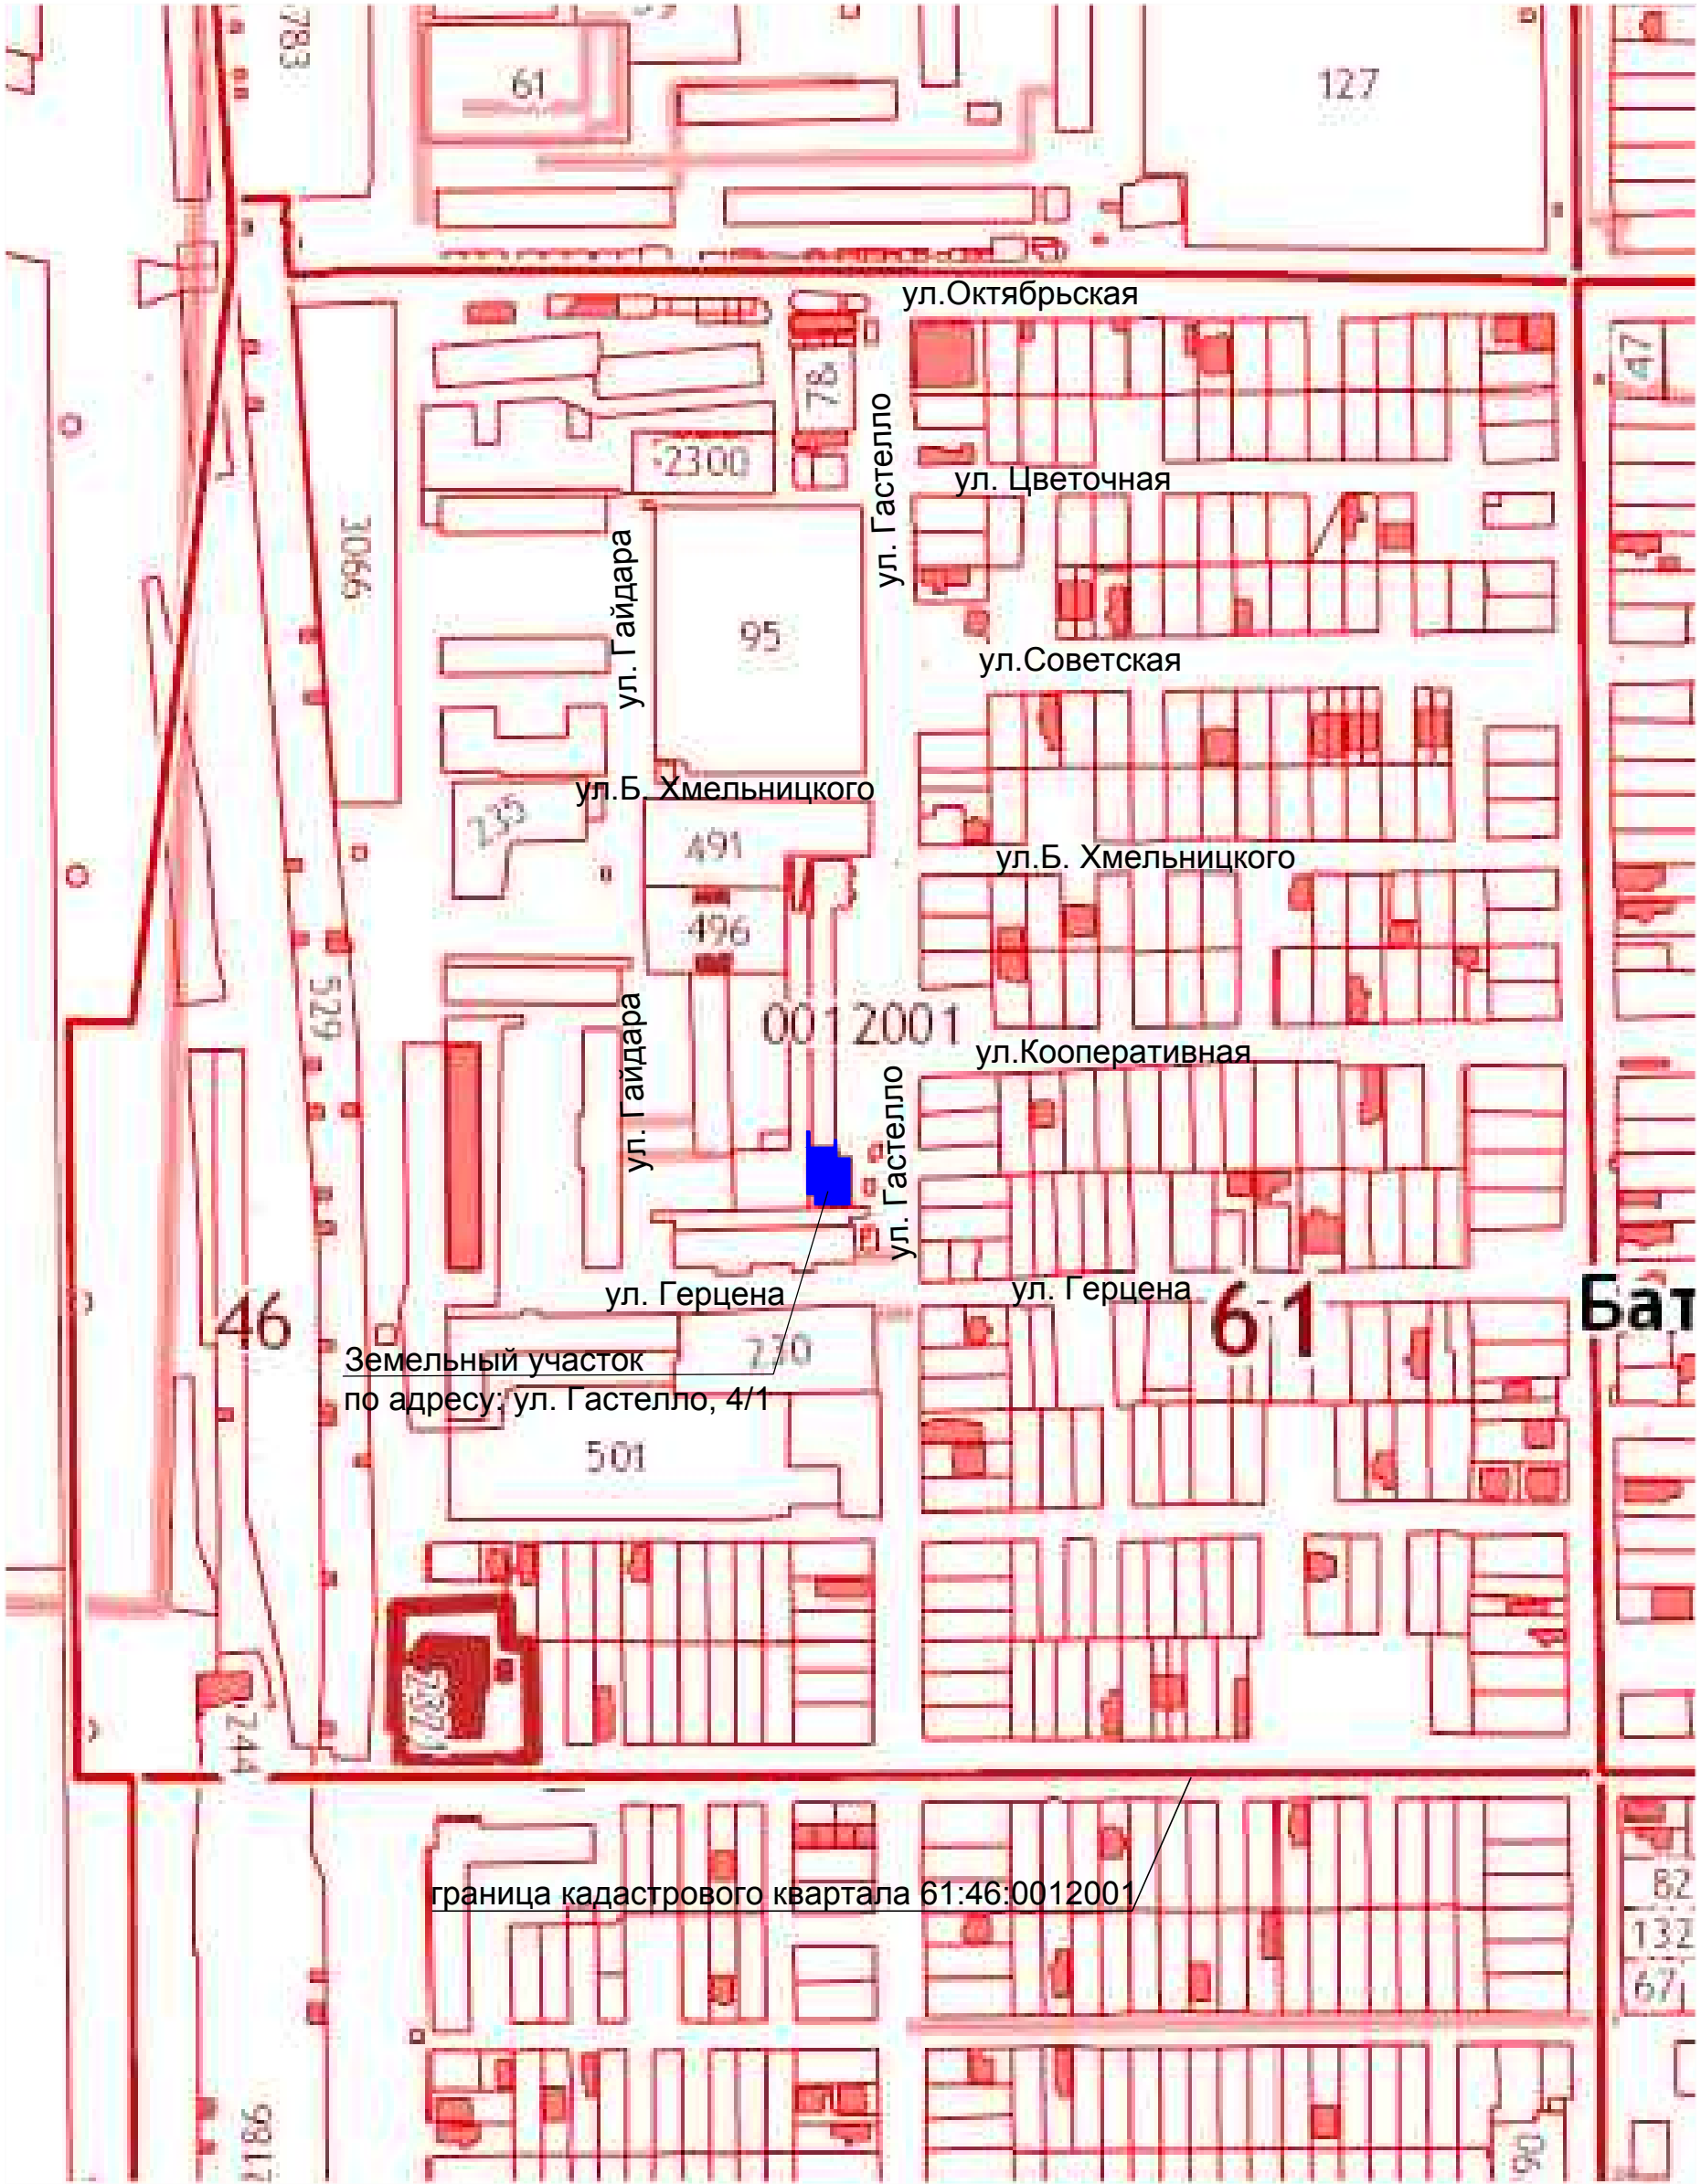 783
61
127
ул.Октябрьская
47
78
2300
ул. Гастелло
ул. Цветочная
3066
ул. Гайдара
95
ул.Советская
ул.Б. Хмельницкого
235
491
ул.Б. Хмельницкого
496
529
ул. Гайдара
0012001
ул.Кооперативная
ул. Гастелло
46
ул. Герцена
ул. Герцена
61
Бат
Земельный участок
по адресу: ул. Гастелло, 4/1
501
244
граница кадастрового квартала 61:46:0012001
82
132
67
2186